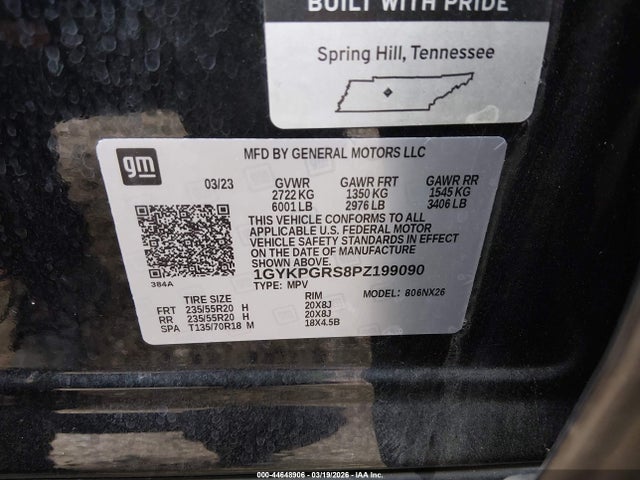 BUILT WITH PRIDE
Spring Hill, Tennessee
gm
MFD BY GENERAL MOTORS LLC
03/23 GVWR GAWR FRT GAWR RR
2722 KG 1350 KG 1545 KG
6001 LB 2976 LB 3406 LB
THIS VEHICLE CONFORMS TO ALL
APPLICABLE U.S. FEDERAL MOTOR
VEHICLE SAFETY STANDARDS IN EFFECT
ON THE DATE OF MANUFACTURE
SHOWN ABOVE.
1GYKPGRS8PZ199090
384A
TYPE: MPV
MODEL: 806NX26
TIRE SIZE RIM
FRT 235/55R20 H 20X8J
RR 235/55R20 H 20X8J
SPA T135/70R18 M 18X4.5B
000-44648906 - 03/19/2026 - IAA Inc.